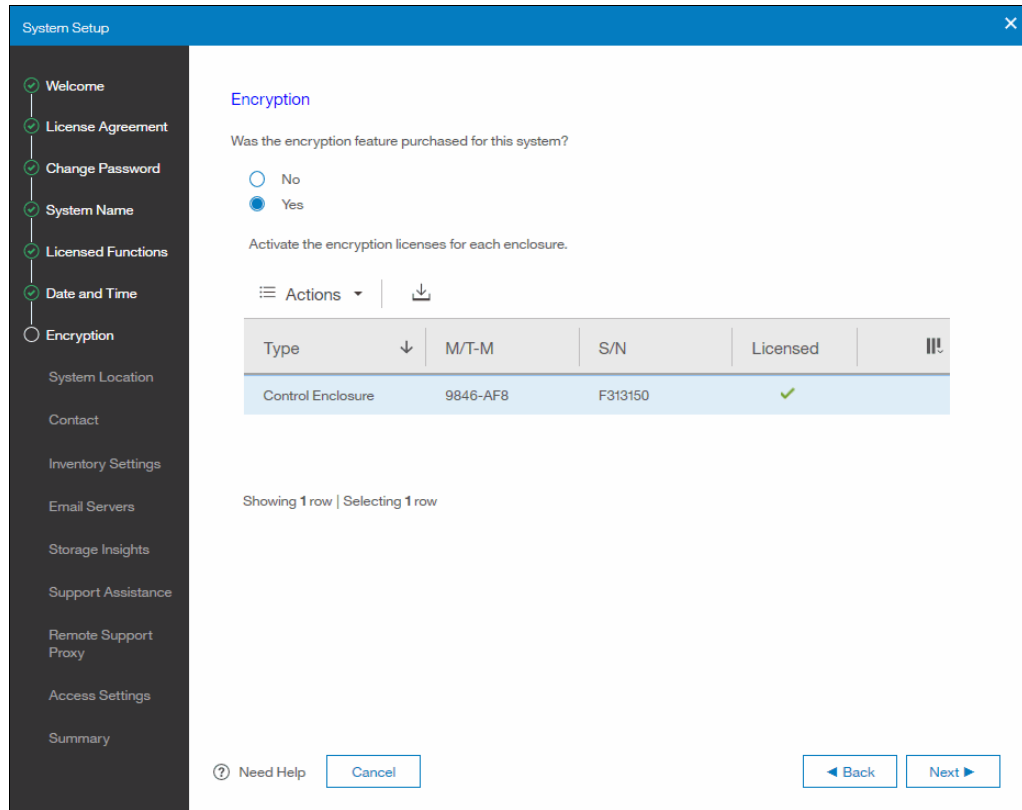 System Setup
Welcome
License Agreement
Change Password
System Name
Licensed Functions
Date and Time
Encryption
System Location
Contact
Inventory Settings
Email Servers
Storage Insights
Support Assistance
Remote Support
Proxy
Access Settings
Summary
Encryption
Was the encryption feature purchased for this system?
No
Yes
Activate the encryption licenses for each enclosure.
Actions
Type M/T-M S/N Licensed
Control Enclosure 9846-AF8 F313150
Showing 1 row | Selecting 1 row
Need Help Cancel Back Next